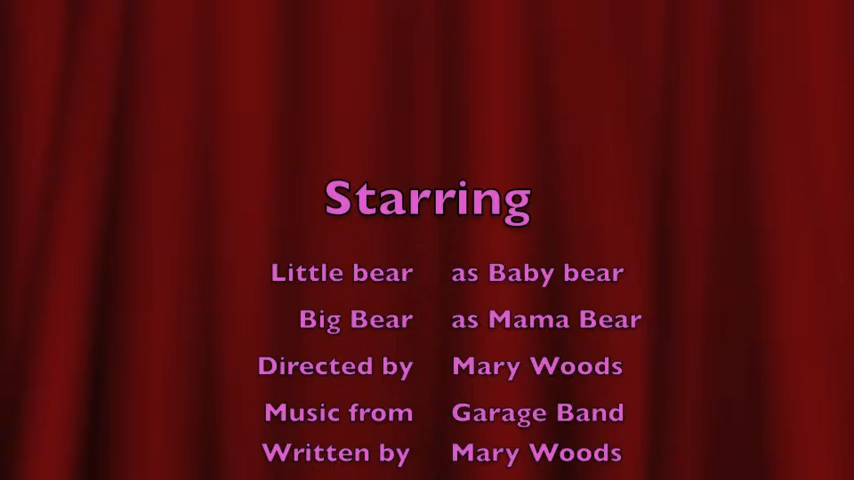 Starring
Little bear as Baby bear
Big Bear as Mama Bear
Directed by Mary Woods
Music from Garage Band
Written by Mary Woods